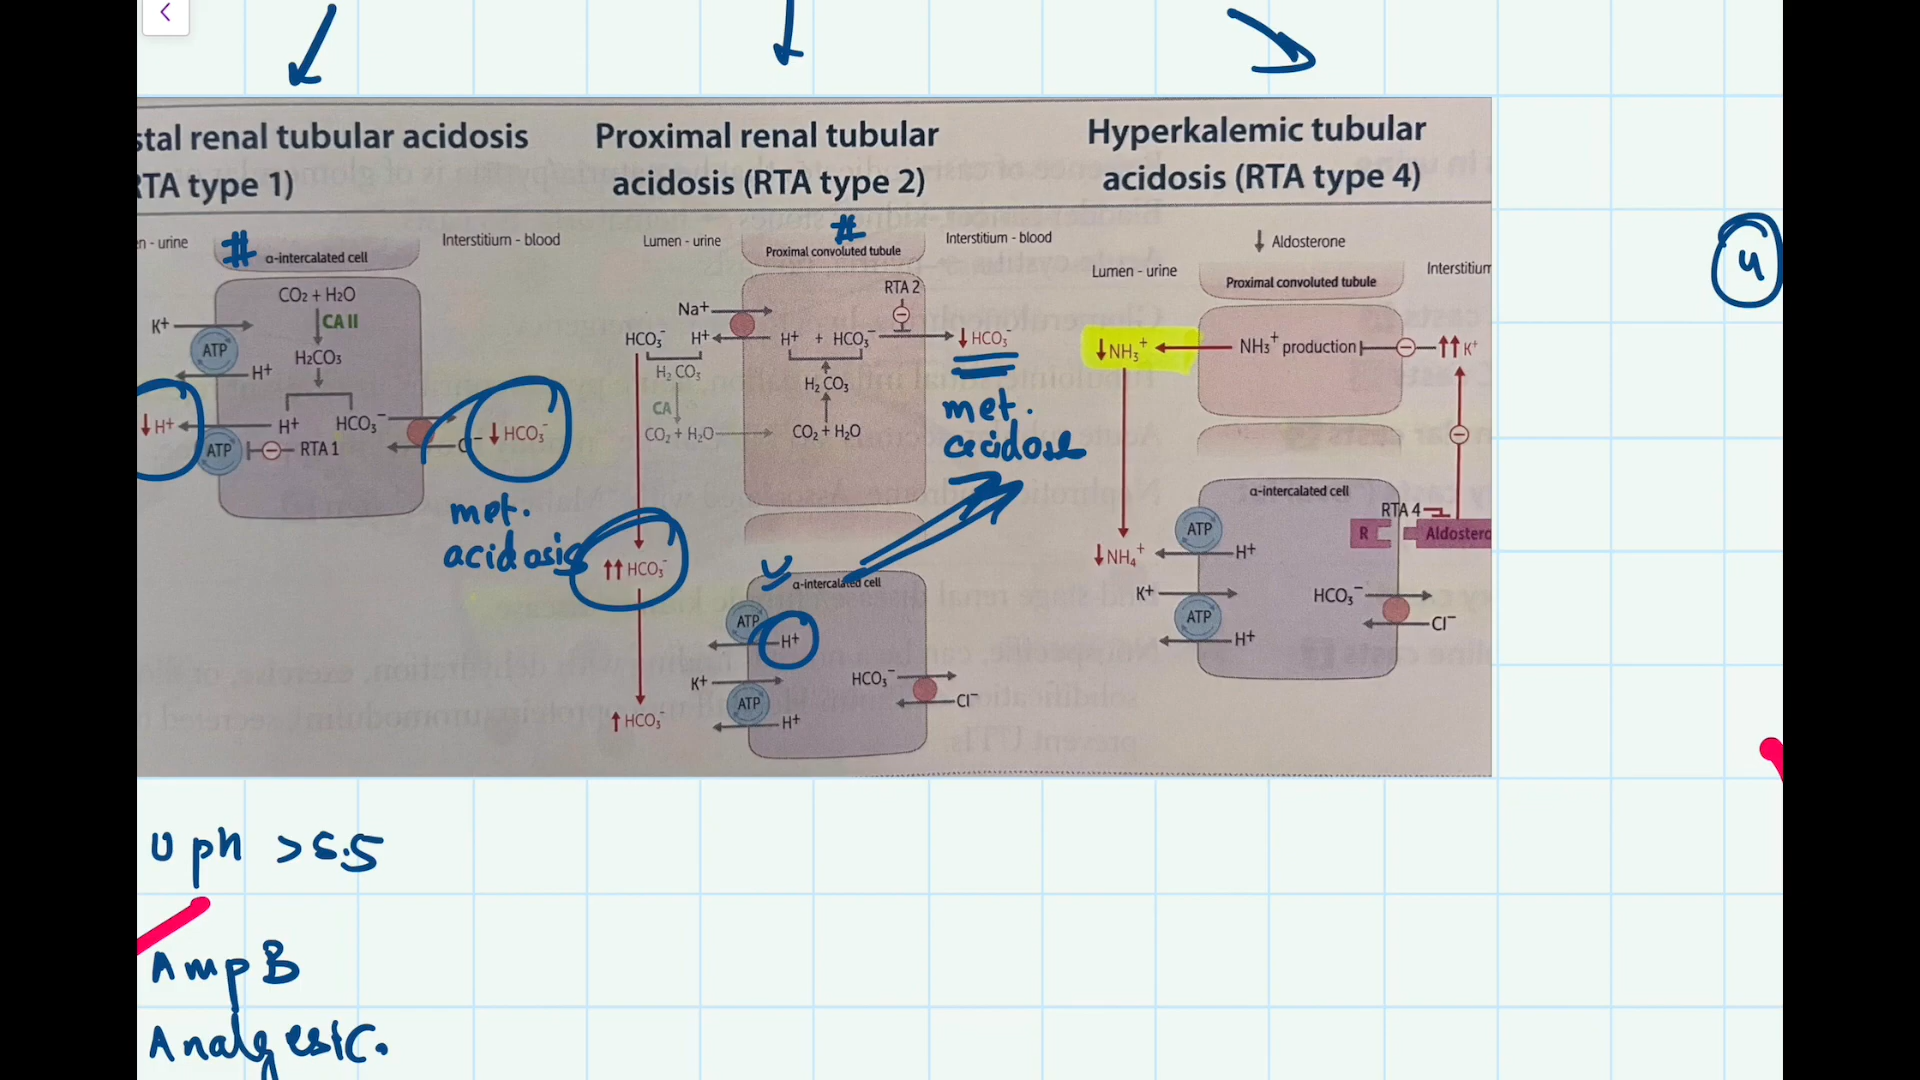 stal renal tubular acidosis
RTA type 1)
n - urine
#
α-intercalated cell
Interstitium - blood
CO₂ + H₂O
CA II
K⁺
ATP
H₂CO₃
H⁺
↓H⁺
H⁺
HCO₃⁻
ATP
RTA 1
Cl⁻
↓HCO₃⁻
met.
acidosis
Proximal renal tubular
acidosis (RTA type 2)
#
Lumen - urine
Proximal convoluted tubule
Interstitium - blood
RTA 2
Na⁺
HCO₃⁻
H⁺
H⁺ + HCO₃⁻
↓HCO₃⁻
H₂CO₃
H₂CO₃
CA
CO₂ + H₂O
CO₂ + H₂O
met.
acidose
↑↑HCO₃⁻
α-intercalated cell
ATP
H⁺
K⁺
HCO₃⁻
ATP
Cl⁻
↑HCO₃⁻
H⁺
Hyperkalemic tubular
acidosis (RTA type 4)
↓ Aldosterone
Lumen - urine
Interstitium
Proximal convoluted tubule
↓NH₃⁺
NH₃⁺ production
↑↑K⁺
α-intercalated cell
RTA 4
ATP
R
Aldostero
↓NH₄⁺
H⁺
K⁺
HCO₃⁻
ATP
Cl⁻
H⁺
4
U pH >5.5
Amp B
Analgesic.